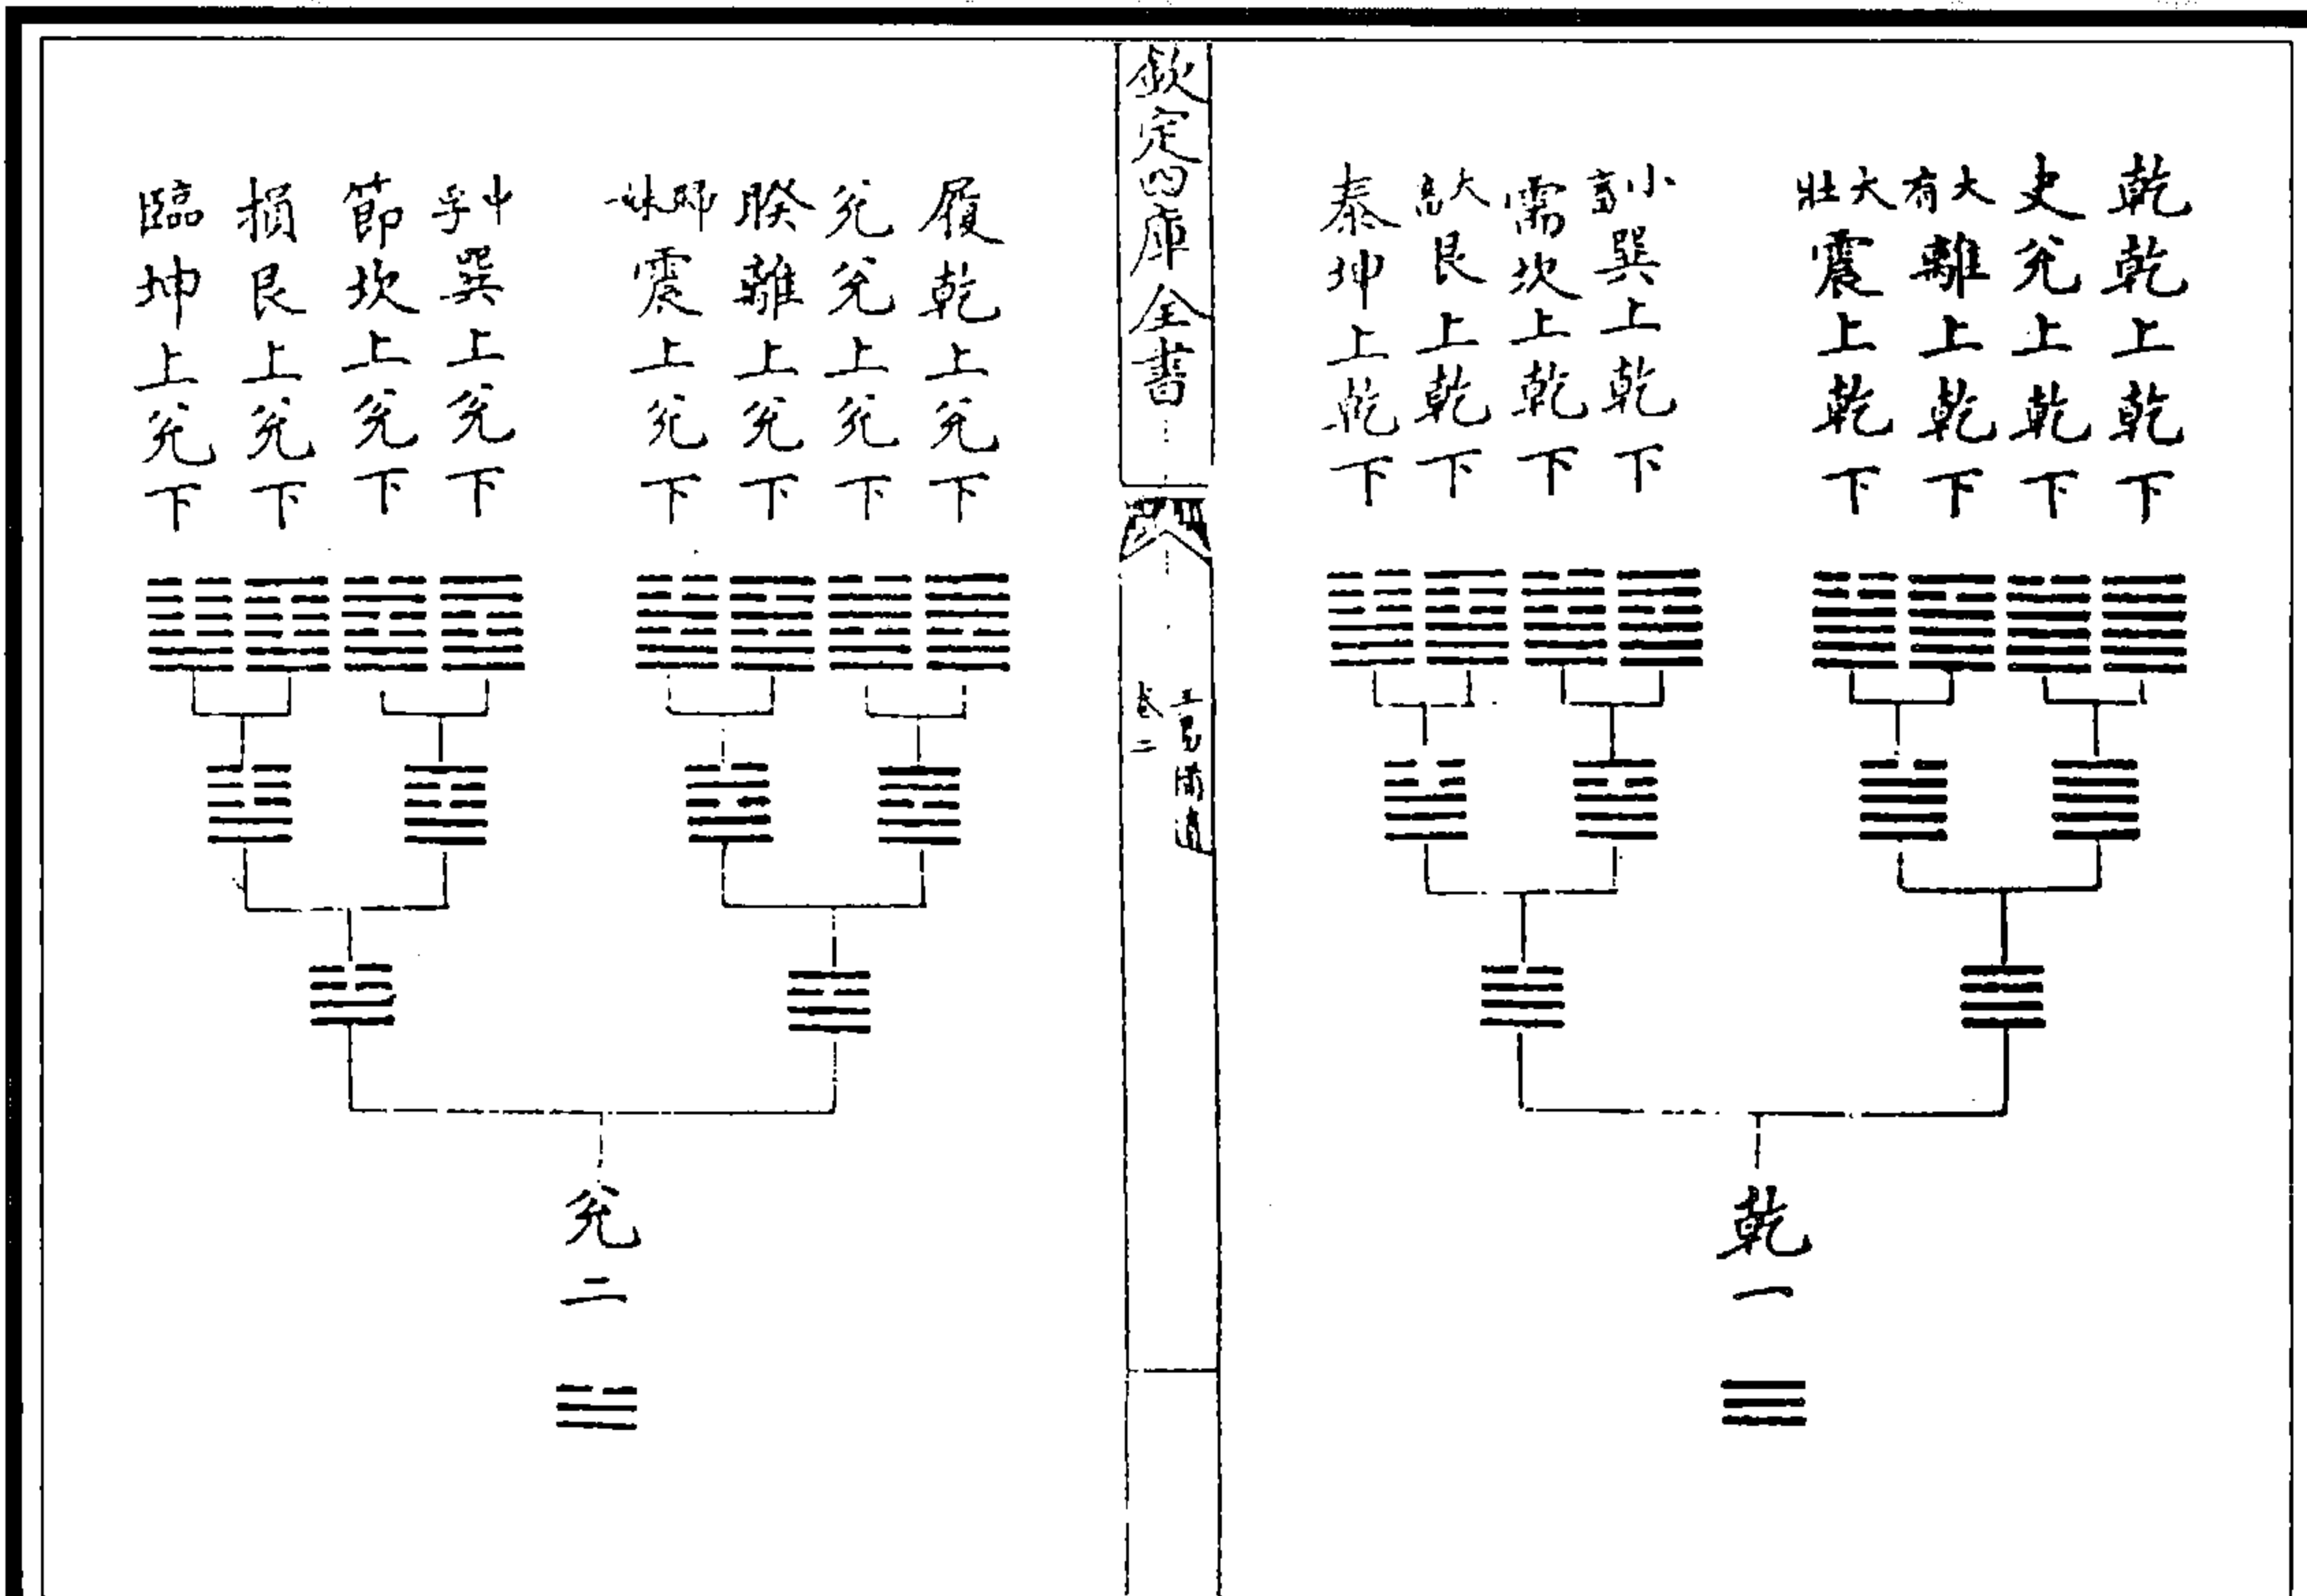 乾乾上乾下
夬兌上乾下
大有離上乾下
大壯震上乾下
小畜巽上乾下
需坎上乾下
大畜艮上乾下
泰坤上乾下
乾一
欽定四庫全書
卷二
履乾上兌下
兌兌上兌下
睽離上兌下
歸妹震上兌下
中孚巽上兌下
節坎上兌下
損艮上兌下
臨坤上兌下
兌二